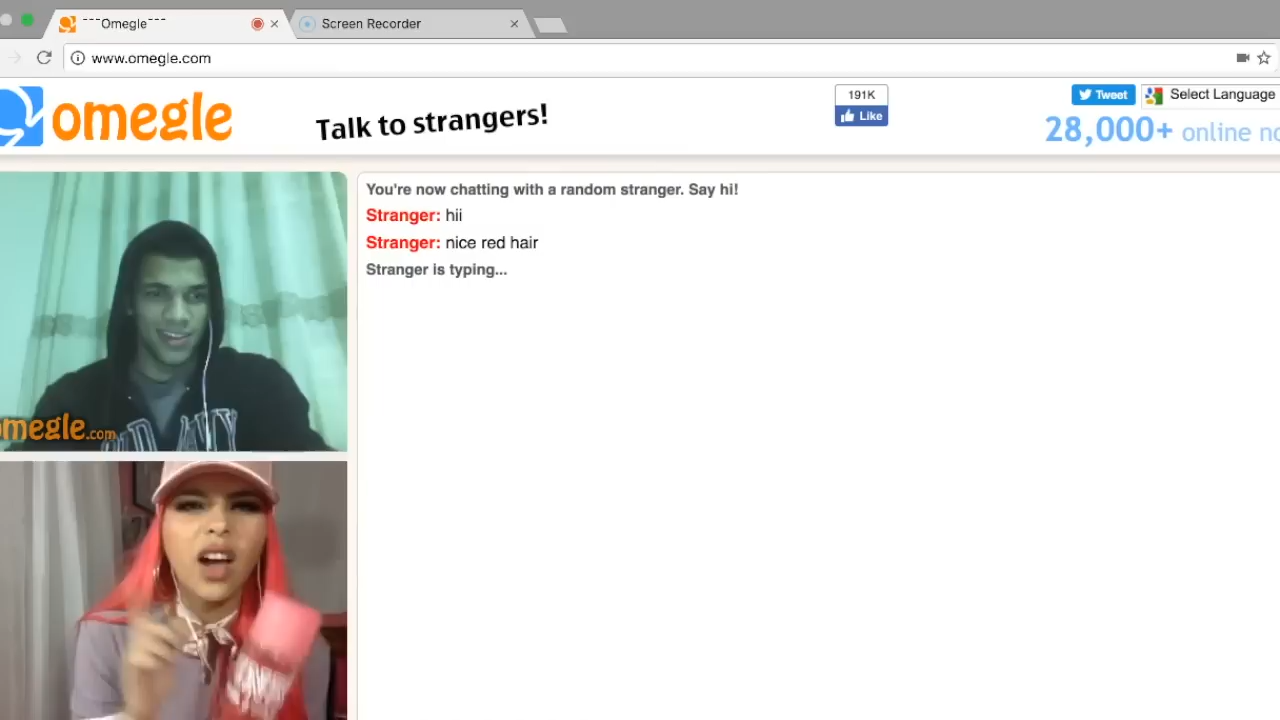 ~~~Omegle~~~
Screen Recorder
www.omegle.com
omegle
Talk to strangers!
191K
Like
Tweet
Select Language
28,000+ online
You're now chatting with a random stranger. Say hi!
Stranger: hii
Stranger: nice red hair
Stranger is typing...
omegle.com